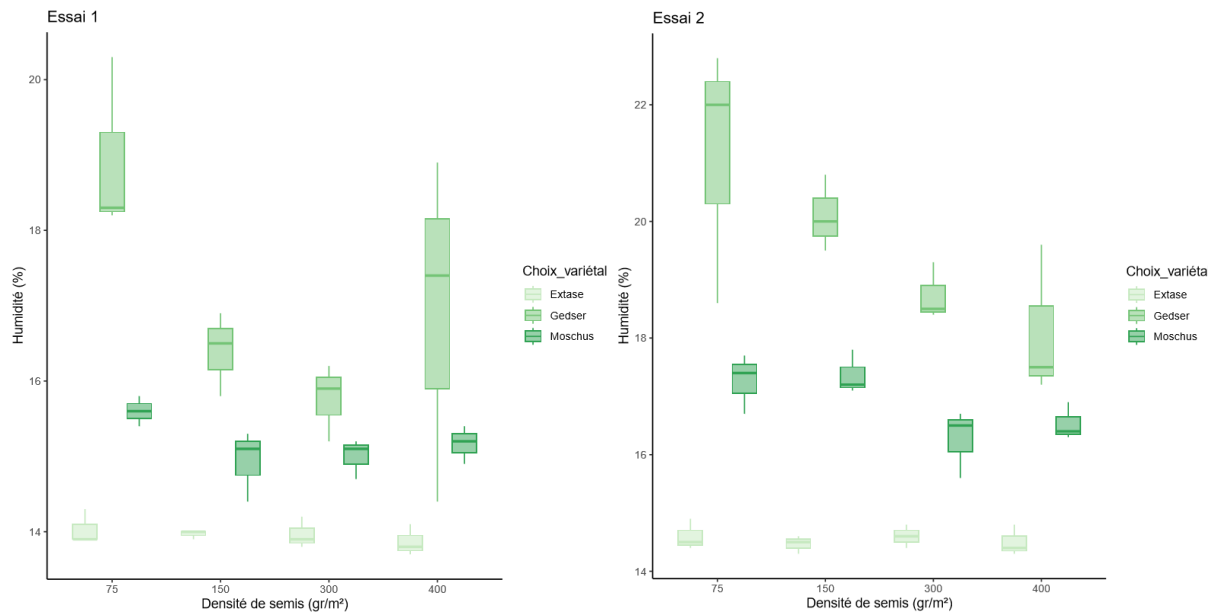 Essai 1
20
18
16
14
Humidité (%)
75
150
300
400
Densité de semis (gr/m²)
Choix_variétal
Extase
Gedser
Moschus
Essai 2
22
20
18
16
14
Humidité (%)
75
150
300
400
Densité de semis (gr/m²)
Choix_variéta
Extase
Gedser
Moschus